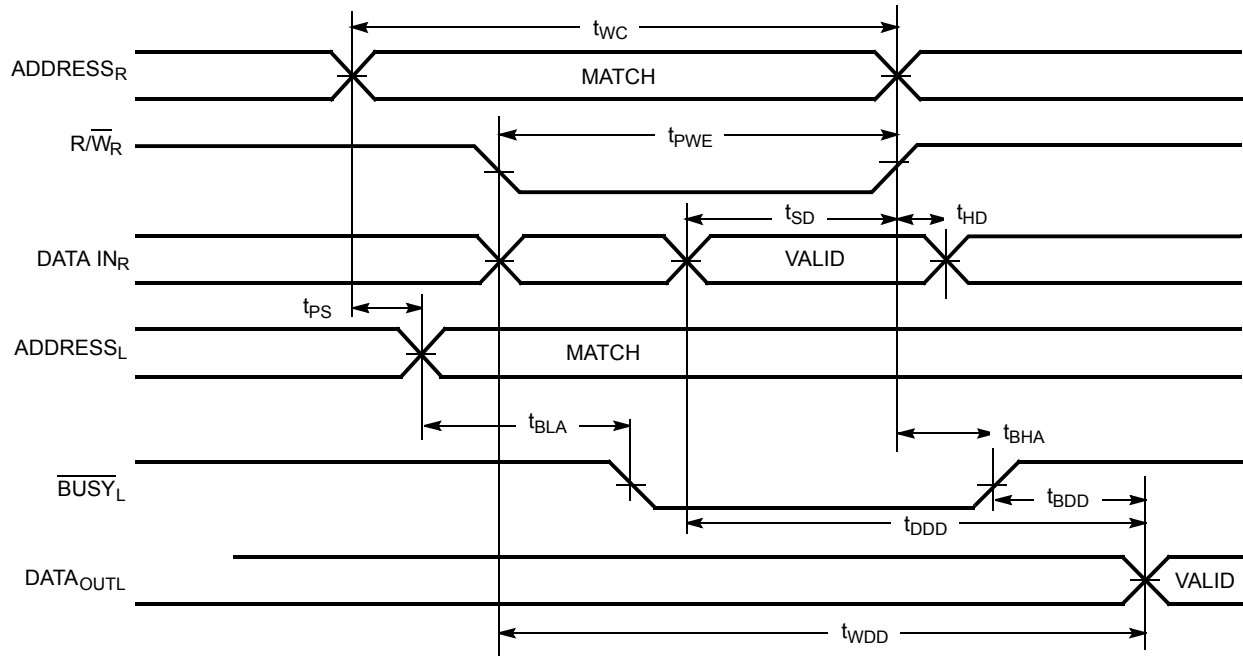 tWC
ADDRESSR
MATCH
R/W̅R
tPWE
tSD
tHD
DATA INR
VALID
tPS
ADDRESSL
MATCH
tBLA
tBHA
B̅U̅S̅Y̅L
tBDD
tDDD
DATAOUTL
VALID
tWDD